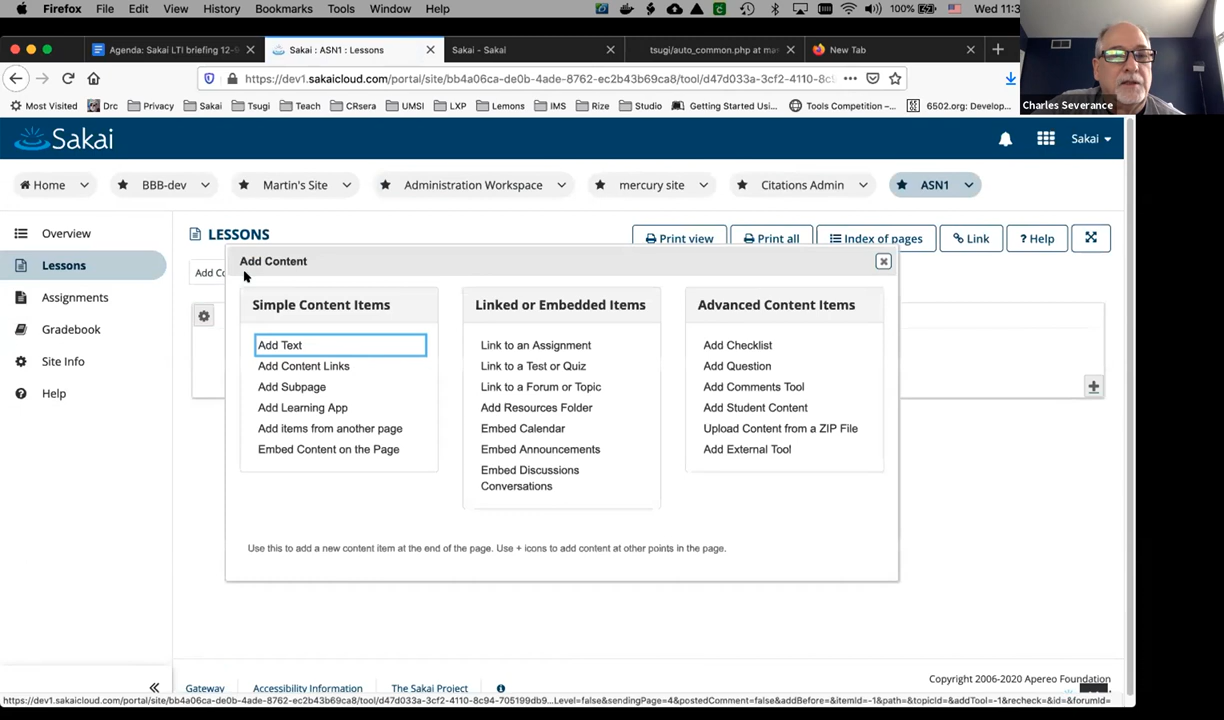 Firefox File Edit View History Bookmarks Tools Window Help 100% Wed 11:3
Agenda: Sakai LTI briefing 12-
Sakai : ASN1 : Lessons
Sakai - Sakai
tsugi/auto_common.php at ma
New Tab
https://dev1.sakaicloud.com/portal/site/bb4a06ca-de0b-4ade-8762-ec2b43b69ca8/tool/d47d033a-3cf2-4110-8c
Charles Severance
Most Visited Drc Privacy Sakai Tsugi Teach CRsera UMSI LXP Lemons IMS Rize Studio Getting Started Usi... Tools Competition –... 6502.org: Develop...
Sakai
Sakai
Home BBB-dev Martin's Site Administration Workspace mercury site Citations Admin ASN1
Overview
Lessons
Assignments
Gradebook
Site Info
Help
LESSONS
Print view Print all Index of pages Link ? Help
Add Co
Add Content
Simple Content Items
Add Text
Add Content Links
Add Subpage
Add Learning App
Add items from another page
Embed Content on the Page
Linked or Embedded Items
Link to an Assignment
Link to a Test or Quiz
Link to a Forum or Topic
Add Resources Folder
Embed Calendar
Embed Announcements
Embed Discussions
Conversations
Advanced Content Items
Add Checklist
Add Question
Add Comments Tool
Add Student Content
Upload Content from a ZIP File
Add External Tool
Use this to add a new content item at the end of the page. Use + icons to add content at other points in the page.
Copyright 2006-2020 Apereo Foundation
Gateway Accessibility Information The Sakai Project
https://dev1.sakaicloud.com/portal/site/bb4a06ca-de0b-4ade-8762-ec2b43b69ca8/tool/d47d033a-3cf2-4110-8c94-705199db9...Level=false&sendingPage=4&postedComment=false&addBefore=&itemId=-1&path=&topicId=&addTool=-1&recheck=&id=&forumId=